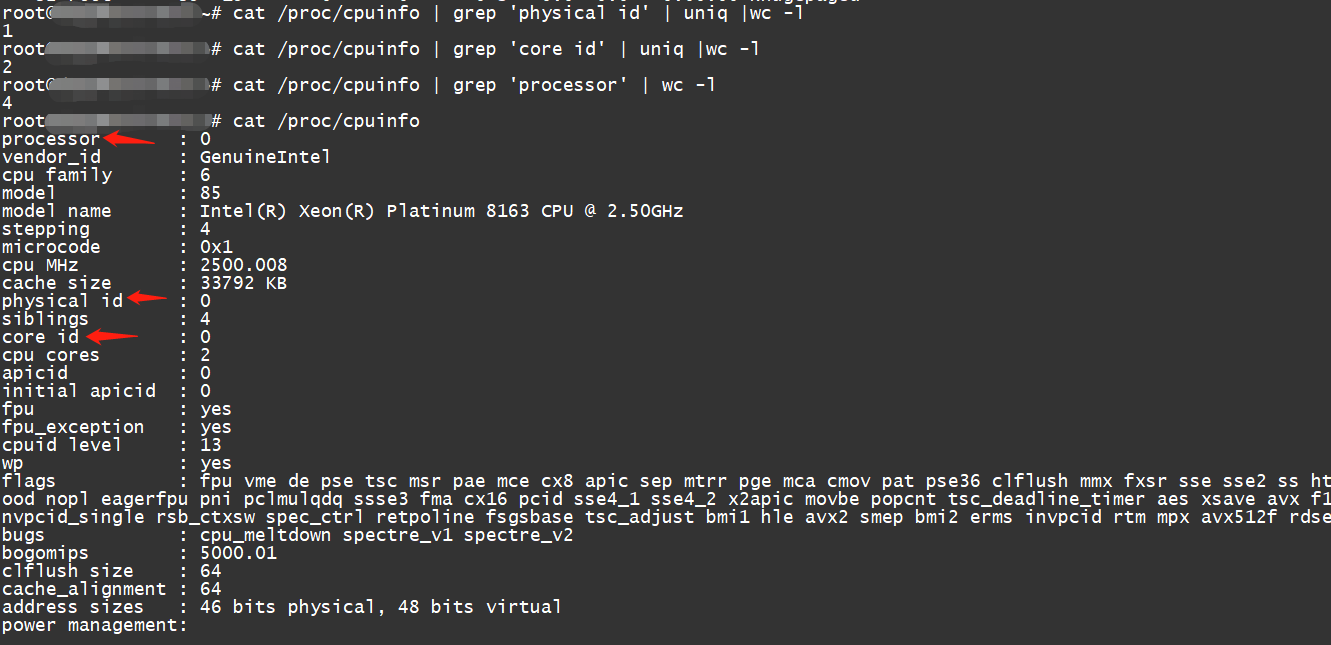 root@ ~# cat /proc/cpuinfo | grep 'physical id' | uniq |wc -l
1
root@ # cat /proc/cpuinfo | grep 'core id' | uniq |wc -l
2
root@ # cat /proc/cpuinfo | grep 'processor' | wc -l
4
root # cat /proc/cpuinfo
processor : 0
vendor_id : GenuineIntel
cpu family : 6
model : 85
model name : Intel(R) Xeon(R) Platinum 8163 CPU @ 2.50GHz
stepping : 4
microcode : 0x1
cpu MHz : 2500.008
cache size : 33792 KB
physical id : 0
siblings : 4
core id : 0
cpu cores : 2
apicid : 0
initial apicid : 0
fpu : yes
fpu_exception : yes
cpuid level : 13
wp : yes
flags : fpu vme de pse tsc msr pae mce cx8 apic sep mtrr pge mca cmov pat pse36 clflush mmx fxsr sse sse2 ss ht
ood nopl eagerfpu pni pclmulqdq ssse3 fma cx16 pcid sse4_1 sse4_2 x2apic movbe popcnt tsc_deadline_timer aes xsave avx f1
nvpcid_single rsb_ctxsw spec_ctrl retpoline fsgsbase tsc_adjust bmi1 hle avx2 smep bmi2 erms invpcid rtm mpx avx512f rdse
bugs : cpu_meltdown spectre_v1 spectre_v2
bogomips : 5000.01
clflush size : 64
cache_alignment : 64
address sizes : 46 bits physical, 48 bits virtual
power management: